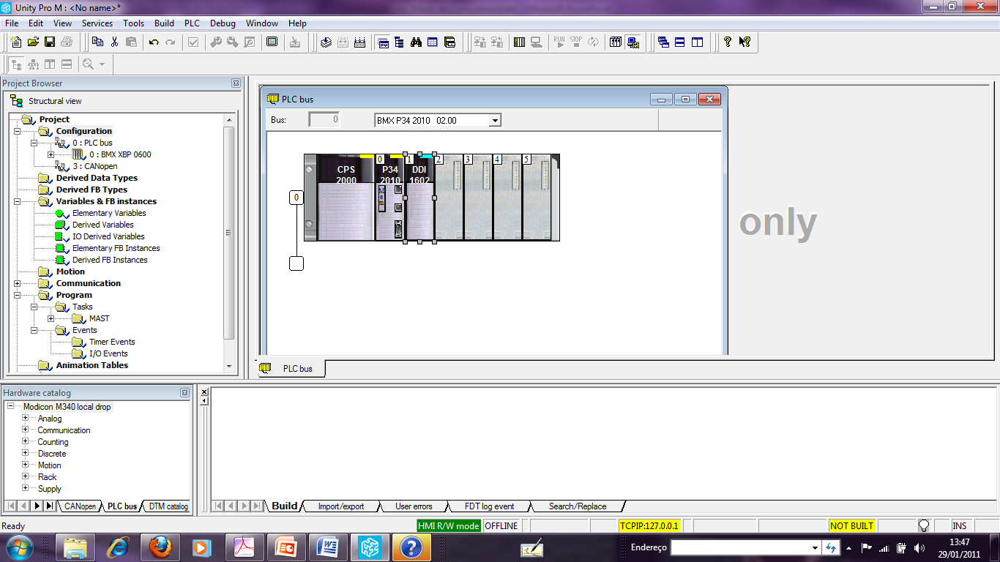 Unity Pro M : <No name>*
File Edit View Services Tools Build PLC Debug Window Help
RUN STOP
Project Browser
Structural view
Project
Configuration
0 : PLC bus
0 : BMX XBP 0600
3 : CANopen
Derived Data Types
Derived FB Types
Variables & FB instances
Elementary Variables
Derived Variables
IO Derived Variables
Elementary FB Instances
Derived FB Instances
Motion
Communication
Program
Tasks
MAST
Events
Timer Events
I/O Events
Animation Tables
PLC bus
Bus: 0 BMX P34 2010 02.00
0 1 2 3 4 5
CPS P34 DDI
2000 2010 1602
0
only
PLC bus
Hardware catalog
Modicon M340 local drop
Analog
Communication
Counting
Discrete
Motion
Rack
Supply
CANopen PLC bus DTM catalog
Build Import/export User errors FDT log event Search/Replace
Ready HMI R/W mode OFFLINE TCPIP:127.0.0.1 NOT BUILT INS
Endereço
13:47
29/01/2011